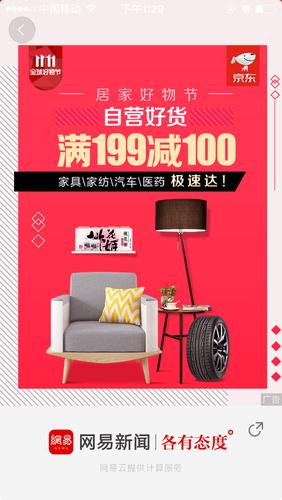 中国移动 下午1:29
11.11
全球好物节
京东
居家好物节
自营好货
满199减100
家具\家纺\汽车\医药 极速达!
广告
網易
NEWS
网易新闻 各有态度
网易云提供计算服务